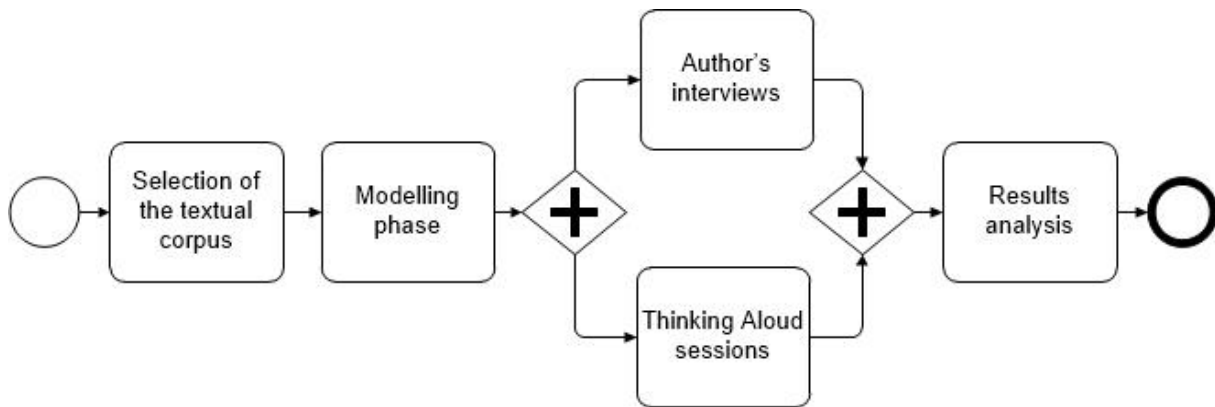 Selection of
the textual
corpus
Modelling
phase
Author's
interviews
Thinking Aloud
sessions
Results
analysis